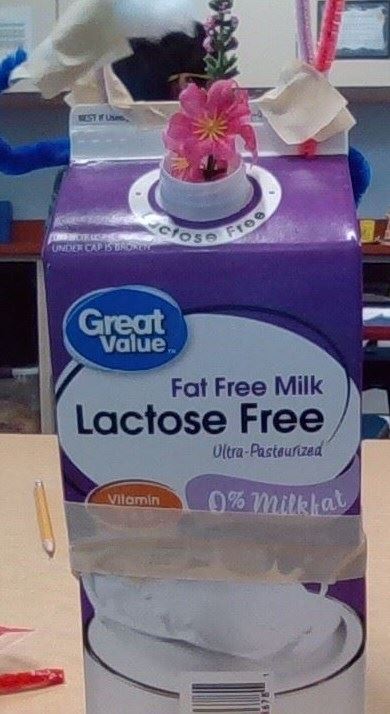 BEST IF Used
Lactose Free
UNDER CAP IS BROKEN
Great
Value
Fat Free Milk
Lactose Free
Ultra-Pasteurized
Vitamin
0% Milkfat